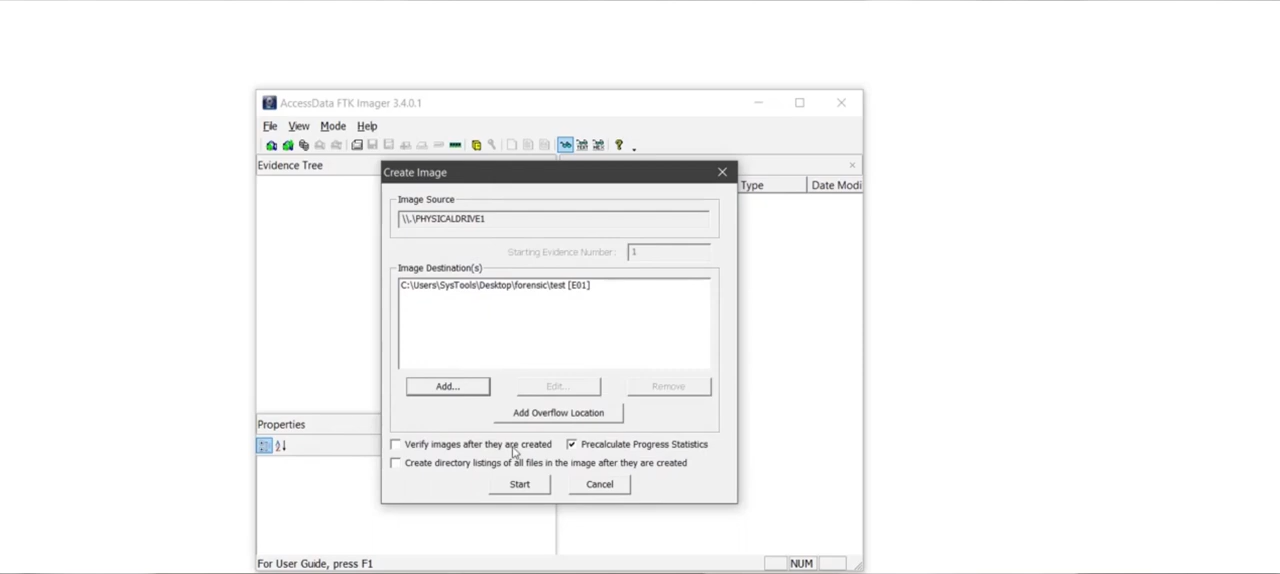 AccessData FTK Imager 3.4.0.1
File View Mode Help
Evidence Tree
Type Date Modi
Create Image
Image Source
\\.\PHYSICALDRIVE1
Starting Evidence Number: 1
Image Destination(s)
C:\Users\SysTools\Desktop\forensic\test [E01]
Add... Edit... Remove
Add Overflow Location
Properties
Verify images after they are created Precalculate Progress Statistics
Create directory listings of all files in the image after they are created
Start Cancel
For User Guide, press F1 NUM